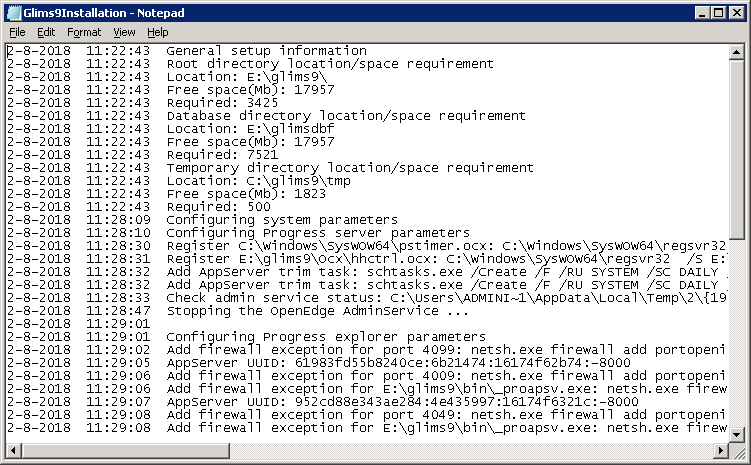 Glims9Installation - Notepad
File Edit Format View Help
2-8-2018 11:22:43 General setup information
2-8-2018 11:22:43 Root directory location/space requirement
2-8-2018 11:22:43 Location: E:\glims9\
2-8-2018 11:22:43 Free space(Mb): 17957
2-8-2018 11:22:43 Required: 3425
2-8-2018 11:22:43 Database directory location/space requirement
2-8-2018 11:22:43 Location: E:\glimsdbf
2-8-2018 11:22:43 Free space(Mb): 17957
2-8-2018 11:22:43 Required: 7521
2-8-2018 11:22:43 Temporary directory location/space requirement
2-8-2018 11:22:43 Location: C:\glims9\tmp
2-8-2018 11:22:43 Free space(Mb): 1823
2-8-2018 11:22:43 Required: 500
2-8-2018 11:28:09 Configuring system parameters
2-8-2018 11:28:10 Configuring Progress server parameters
2-8-2018 11:28:30 Register C:\Windows\SysWOW64\pstimer.ocx: C:\Windows\SysWOW64\regsvr32
2-8-2018 11:28:31 Register E:\glims9\ocx\hhctrl.ocx: C:\Windows\SysWOW64\regsvr32 /S E:
2-8-2018 11:28:32 Add AppServer trim task: schtasks.exe /Create /F /RU SYSTEM /SC DAILY
2-8-2018 11:28:32 Add AppServer trim task: schtasks.exe /Create /F /RU SYSTEM /SC DAILY
2-8-2018 11:28:33 Check admin service status: C:\Users\ADMINI~1\AppData\Local\Temp\2\{19
2-8-2018 11:28:47 Stopping the OpenEdge AdminService ...
2-8-2018 11:29:01
2-8-2018 11:29:01 Configuring Progress explorer parameters
2-8-2018 11:29:02 Add firewall exception for port 4099: netsh.exe firewall add portopeni
2-8-2018 11:29:05 AppServer UUID: 61983fd55b8240ce:6b21474:16174f62b74:-8000
2-8-2018 11:29:06 Add firewall exception for port 4009: netsh.exe firewall add portopeni
2-8-2018 11:29:06 Add firewall exception for E:\glims9\bin\_proapsv.exe: netsh.exe firew
2-8-2018 11:29:07 AppServer UUID: 952cd88e343ae284:4e435997:16174f6321c:-8000
2-8-2018 11:29:08 Add firewall exception for port 4049: netsh.exe firewall add portopeni
2-8-2018 11:29:08 Add firewall exception for E:\glims9\bin\_proapsv.exe: netsh.exe firew